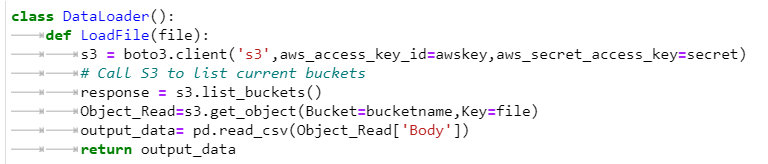 class DataLoader():
def LoadFile(file):
s3 = boto3.client('s3',aws_access_key_id=awskey,aws_secret_access_key=secret)
# Call S3 to list current buckets
response = s3.list_buckets()
Object_Read=s3.get_object(Bucket=bucketname,Key=file)
output_data= pd.read_csv(Object_Read['Body'])
return output_data